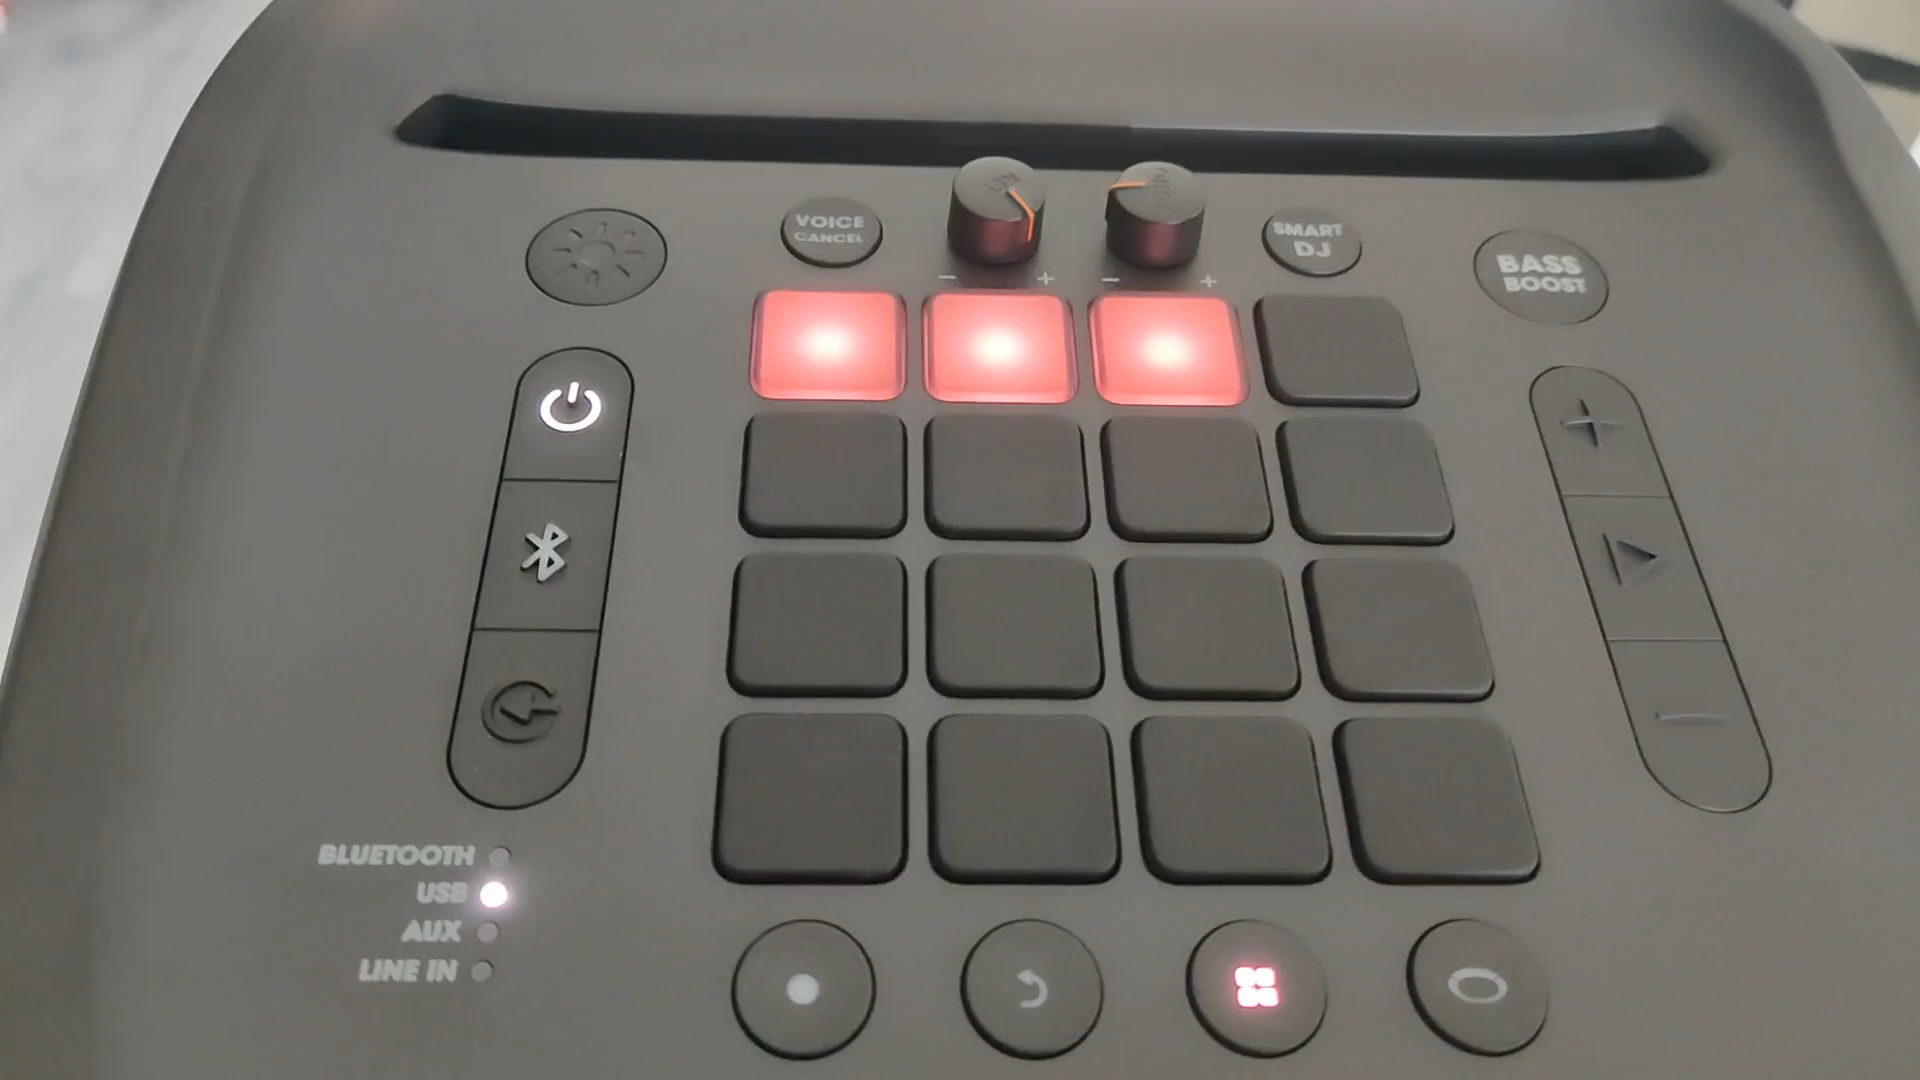 VOICE
CANCEL
SMART
DJ
BASS
BOOST
- +
- +
BLUETOOTH
USB
AUX
LINE IN